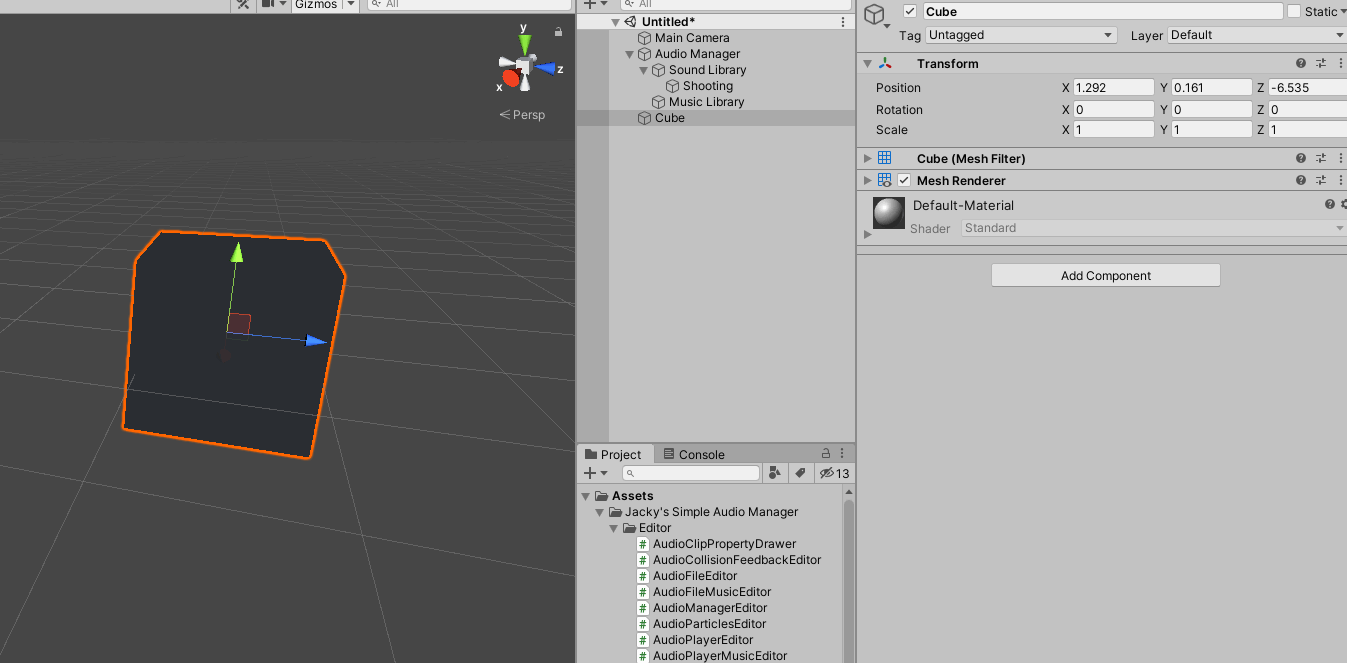 Gizmos
All
y
z
x
Persp
All
Untitled*
Main Camera
Audio Manager
Sound Library
Shooting
Music Library
Cube
Project
Console
13
Assets
Jacky's Simple Audio Manager
Editor
AudioClipPropertyDrawer
AudioCollisionFeedbackEditor
AudioFileEditor
AudioFileMusicEditor
AudioManagerEditor
AudioParticlesEditor
AudioPlayerEditor
AudioPlayerMusicEditor
Cube
Static
Tag Untagged Layer Default
Transform
Position X 1.292 Y 0.161 Z -6.535
Rotation X 0 Y 0 Z 0
Scale X 1 Y 1 Z 1
Cube (Mesh Filter)
Mesh Renderer
Default-Material
Shader Standard
Add Component